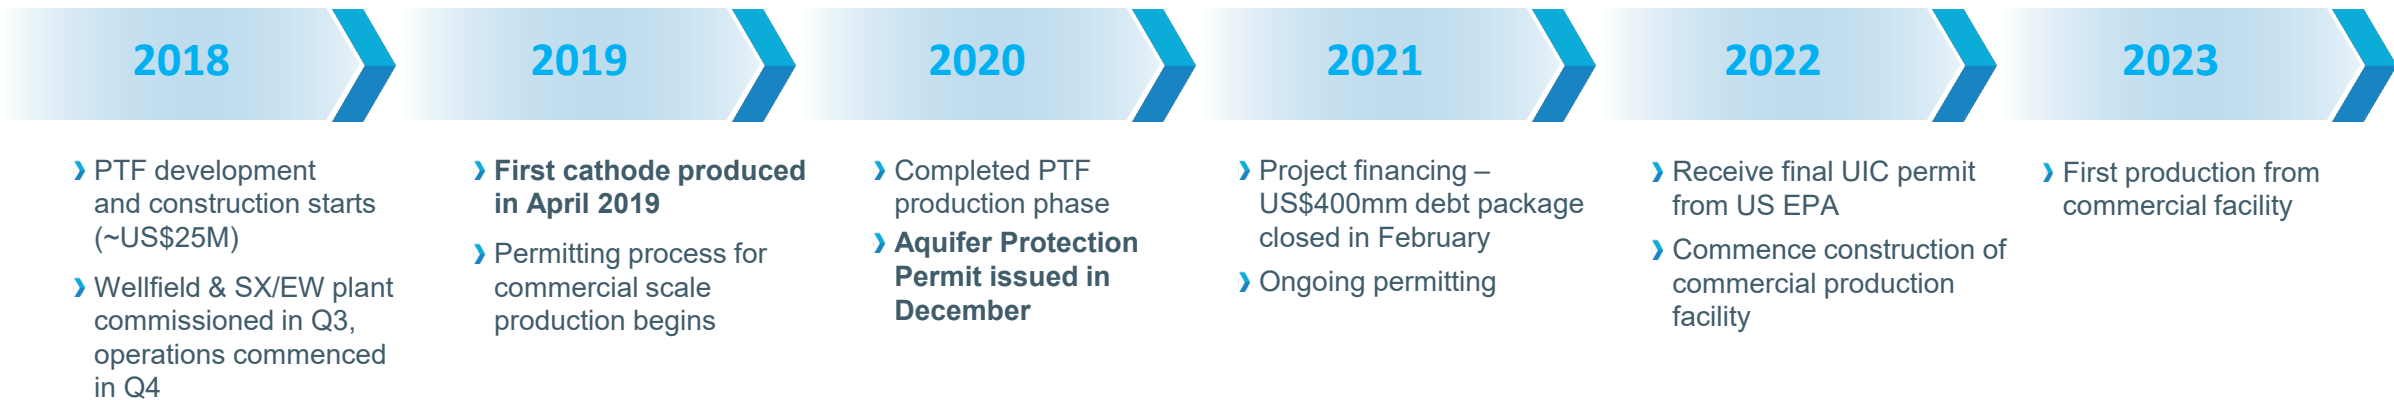 2018
2019
2020
2021
2022
2023
PTF development
and construction starts
(~US$25M)
Wellfield & SX/EW plant
commissioned in Q3,
operations commenced
in Q4
First cathode produced
in April 2019
Permitting process for
commercial scale
production begins
Completed PTF
production phase
Aquifer Protection
Permit issued in
December
Project financing –
US$400mm debt package
closed in February
Ongoing permitting
Receive final UIC permit
from US EPA
Commence construction of
commercial production
facility
First production from
commercial facility